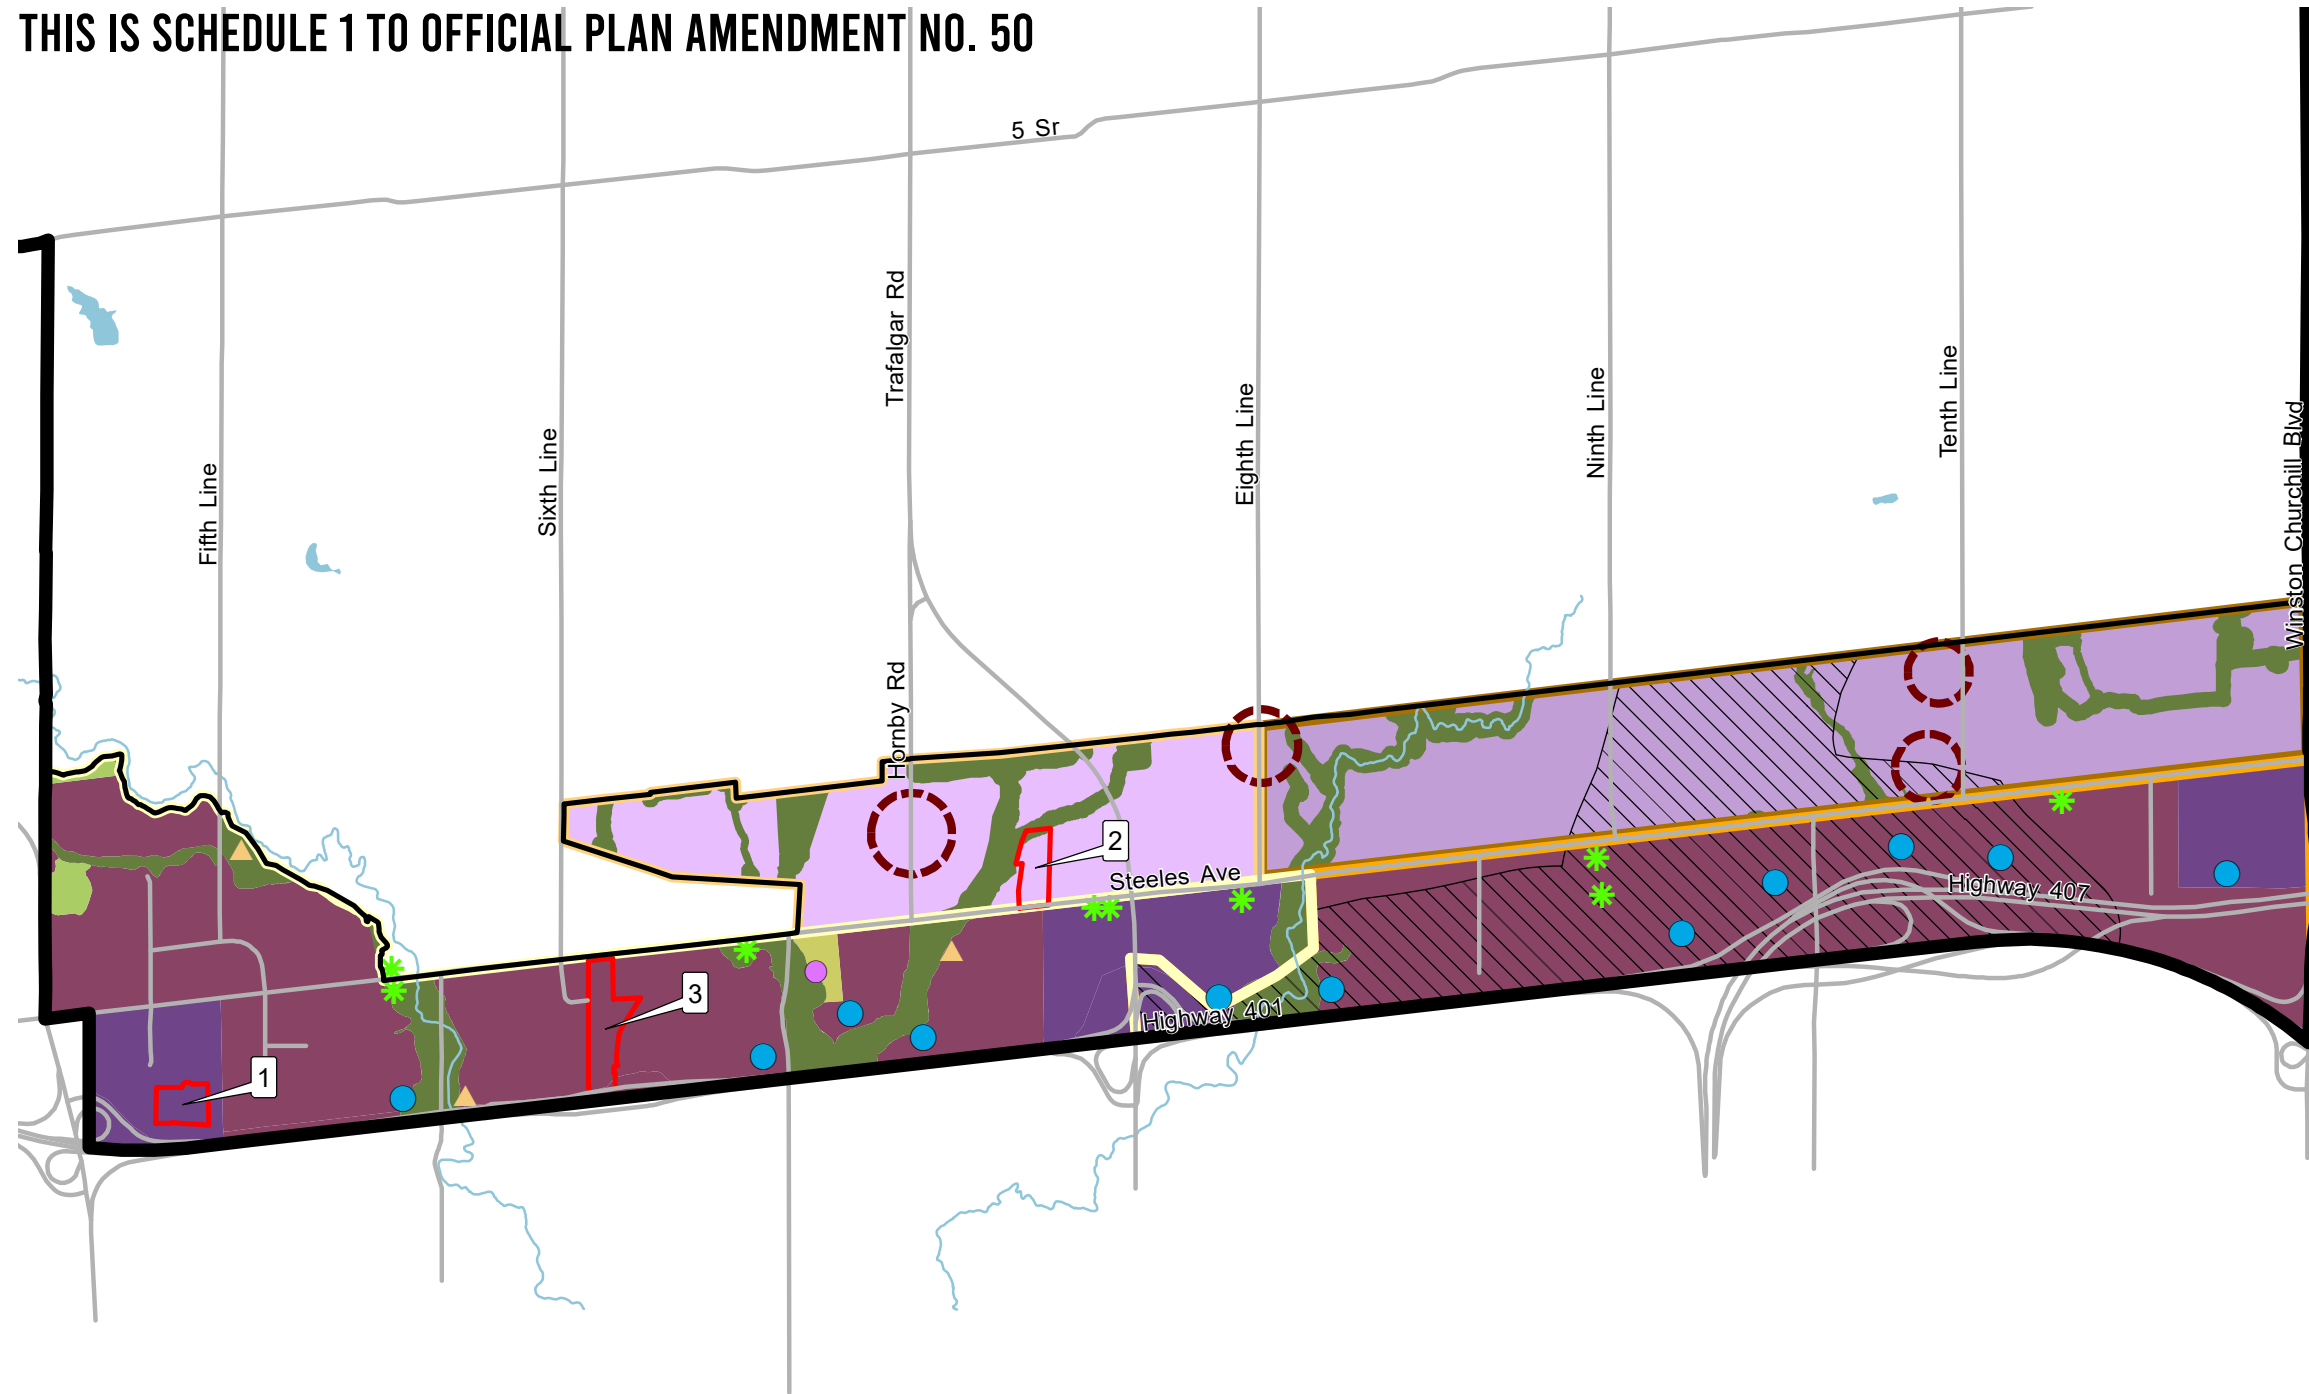 THIS IS SCHEDULE 1 TO OFFICIAL PLAN AMENDMENT NO. 50
5 Sr
Trafalgar Rd
Eighth Line
Ninth Line
Tenth Line
Winston Churchill Blvd
Sixth Line
Fifth Line
Hornby Rd
2
Steeles Ave
Highway 407
3
Highway 401
1